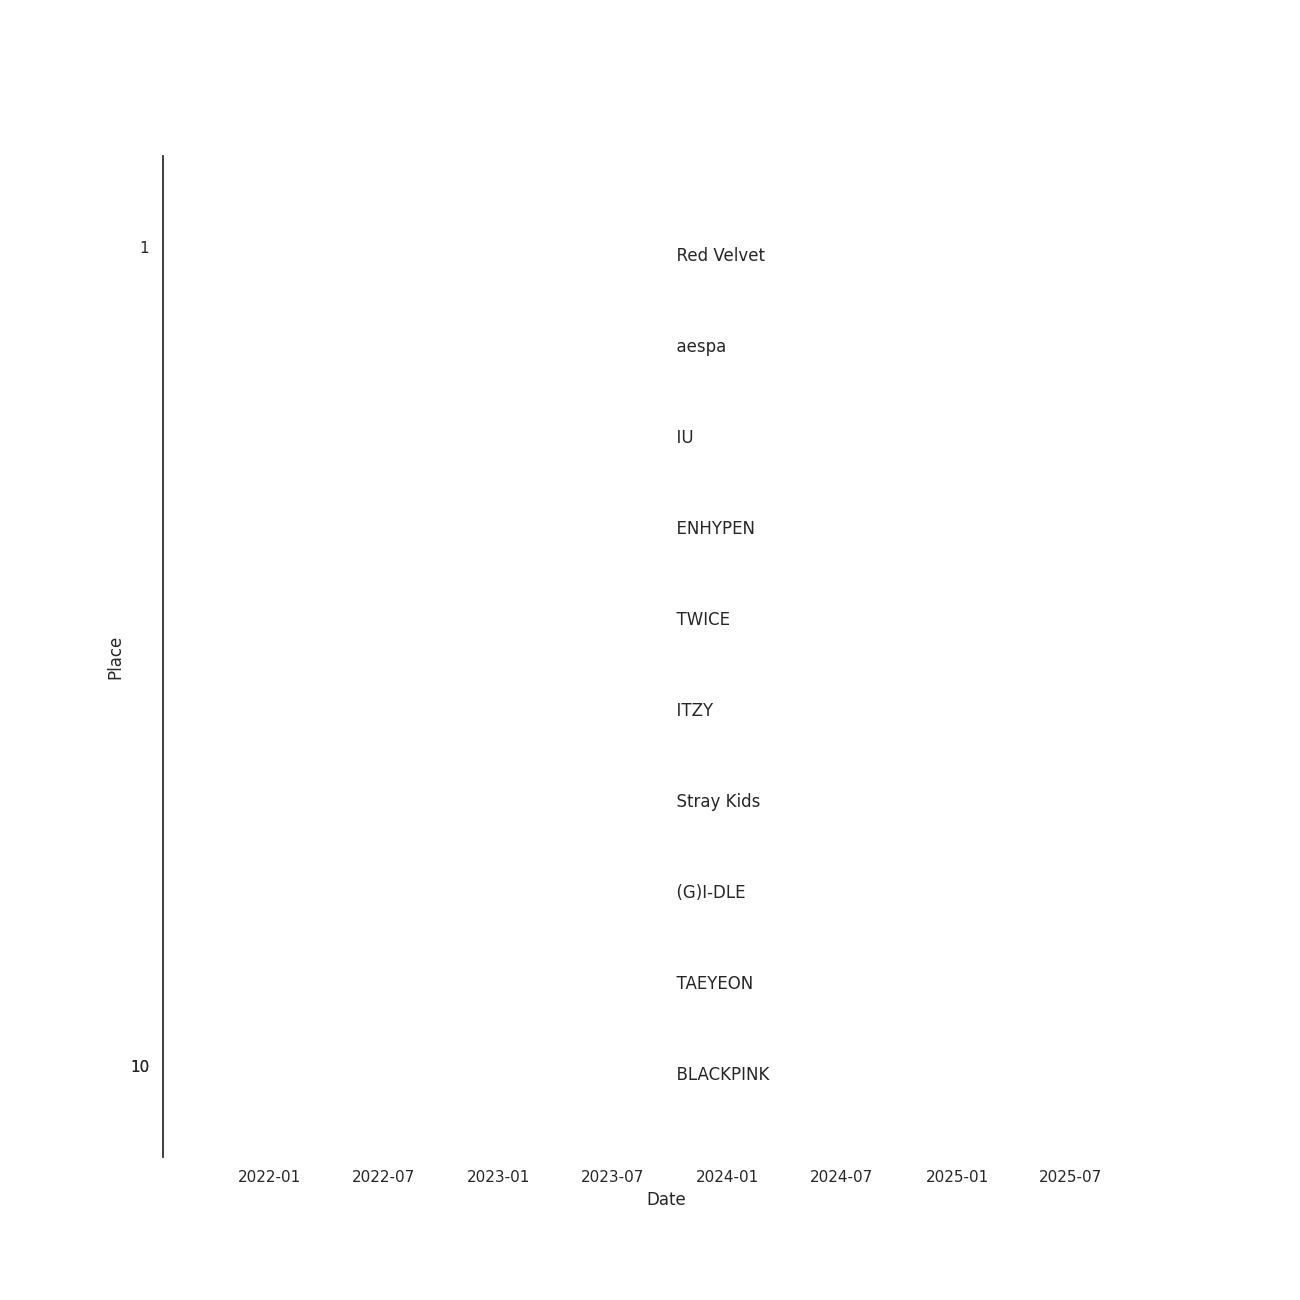 1
Red Velvet
aespa
IU
ENHYPEN
TWICE
Place
ITZY
Stray Kids
(G)I-DLE
TAEYEON
10
BLACKPINK
2022-01 2022-07 2023-01 2023-07 2024-01 2024-07 2025-01 2025-07
Date